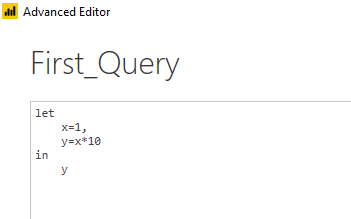 Advanced Editor
First_Query
let
x=1,
y=x*10
in
y